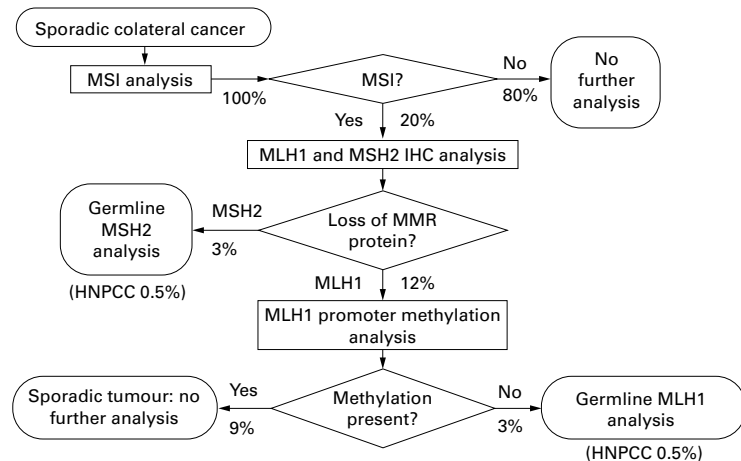 Sporadic colateral cancer
MSI analysis
100%
MSI?
No
80%
No
further
analysis
Yes
20%
MLH1 and MSH2 IHC analysis
Loss of MMR
protein?
MSH2
3%
Germline
MSH2
analysis
(HNPCC 0.5%)
MLH1
12%
MLH1 promoter methylation
analysis
Methylation
present?
Yes
9%
Sporadic tumour: no
further analysis
No
3%
Germline MLH1
analysis
(HNPCC 0.5%)